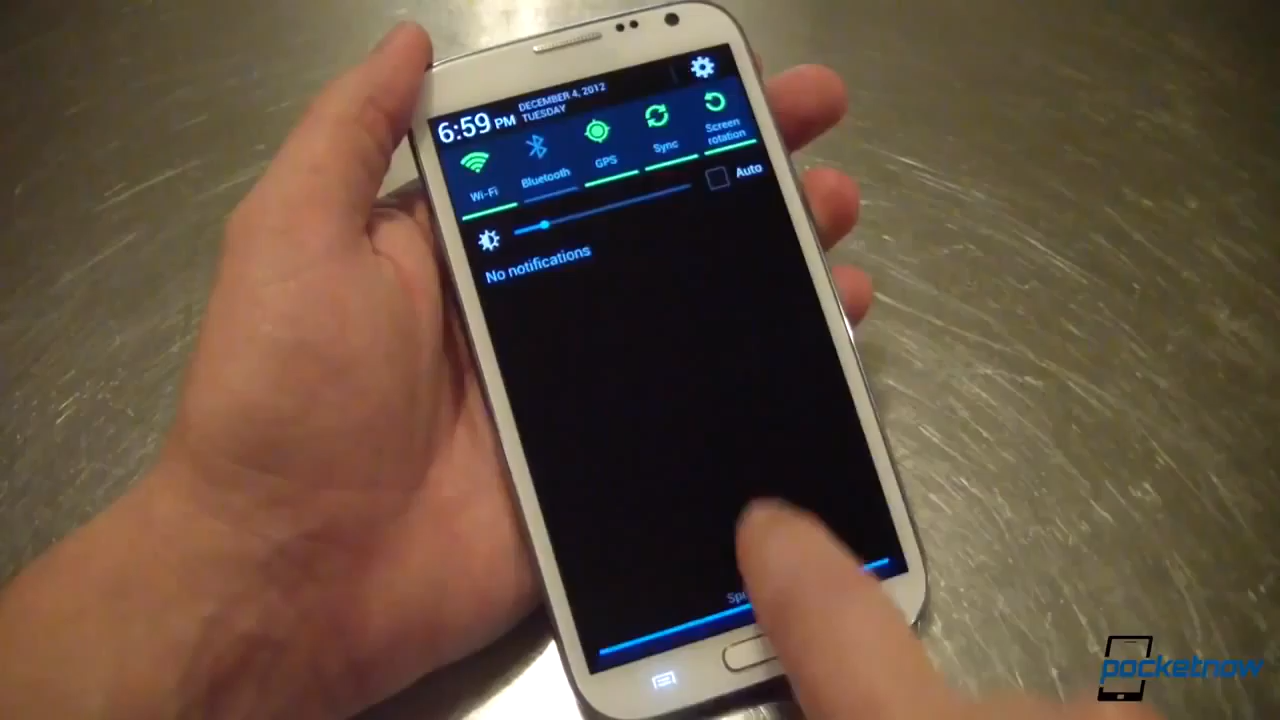 DECEMBER 4, 2012
6:59 PM TUESDAY
Wi-Fi
Bluetooth
GPS
Sync
Screen
rotation
Auto
No notifications
pocketnow